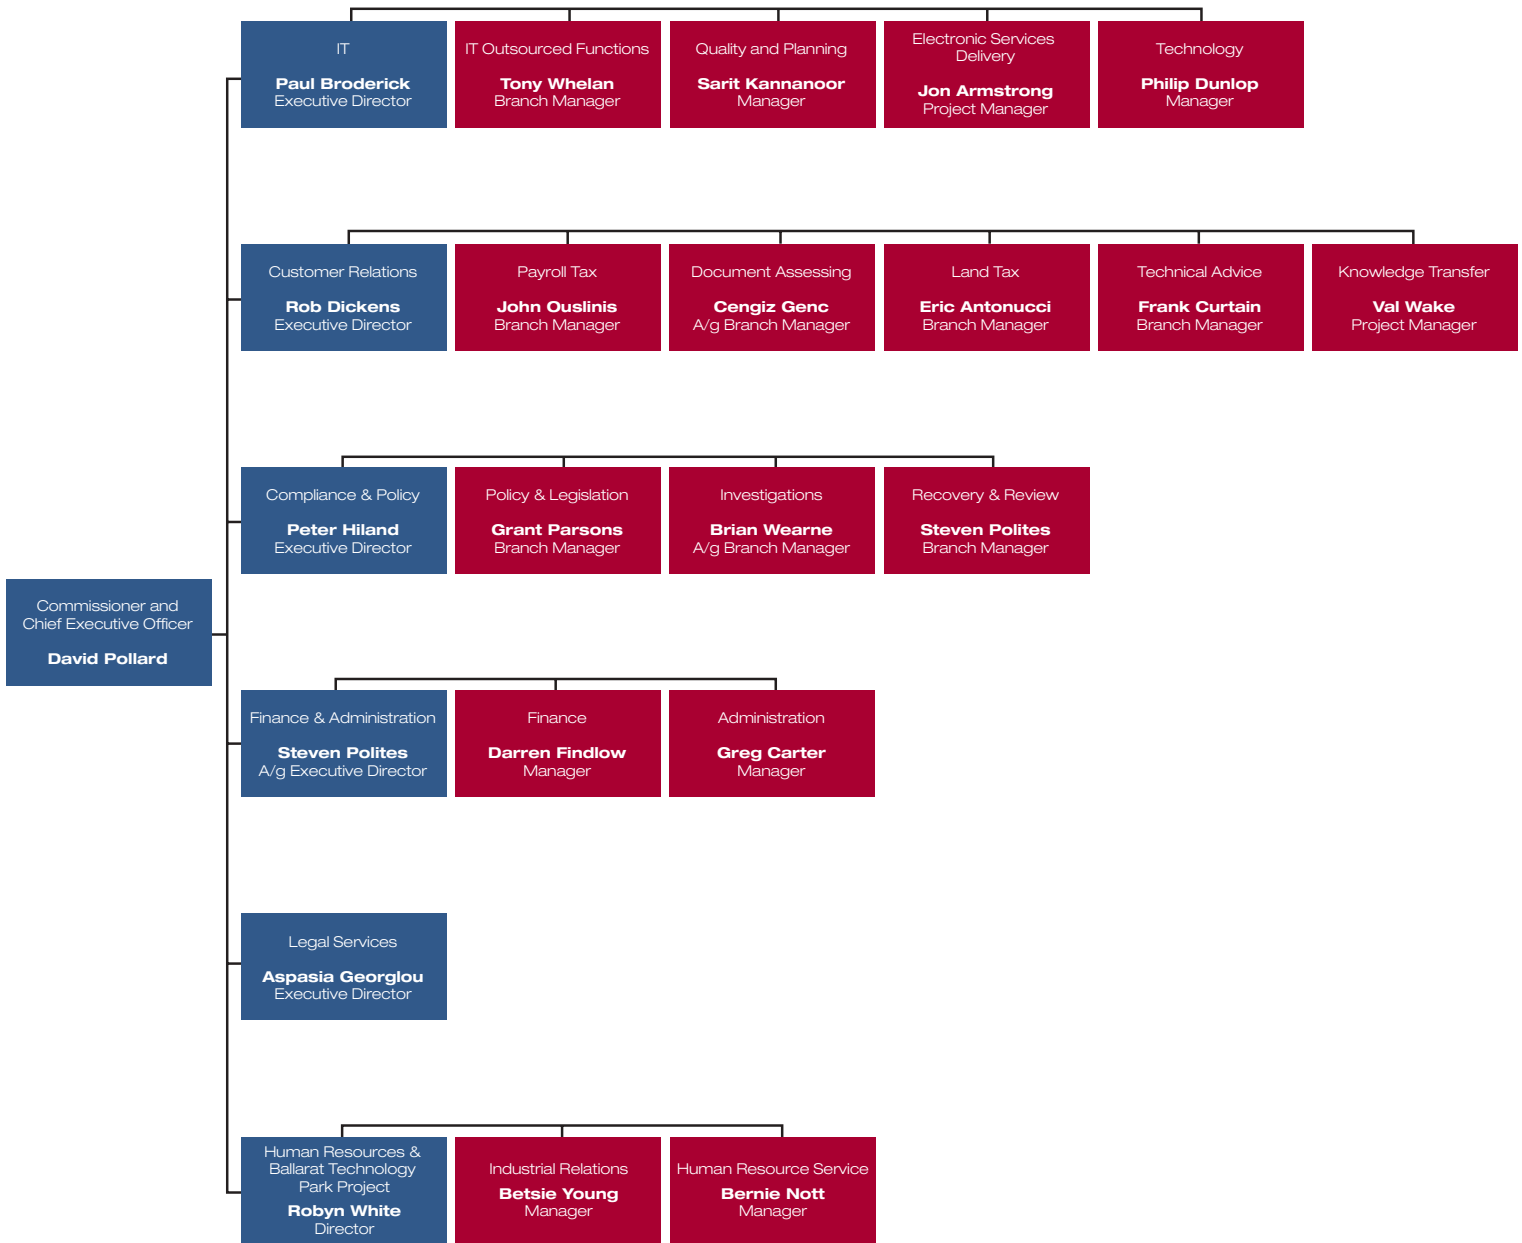 IT
Paul Broderick
Executive Director
IT Outsourced Functions
Tony Whelan
Branch Manager
Quality and Planning
Sarit Kannanoor
Manager
Electronic Services
Delivery
Jon Armstrong
Project Manager
Technology
Philip Dunlop
Manager
Customer Relations
Rob Dickens
Executive Director
Payroll Tax
John Ouslinis
Branch Manager
Document Assessing
Cengiz Genc
A/g Branch Manager
Land Tax
Eric Antonucci
Branch Manager
Technical Advice
Frank Curtain
Branch Manager
Knowledge Transfer
Val Wake
Project Manager
Compliance & Policy
Peter Hiland
Executive Director
Policy & Legislation
Grant Parsons
Branch Manager
Investigations
Brian Wearne
A/g Branch Manager
Recovery & Review
Steven Polites
Branch Manager
Commissioner and
Chief Executive Officer
David Pollard
Finance & Administration
Steven Polites
A/g Executive Director
Finance
Darren Findlow
Manager
Administration
Greg Carter
Manager
Legal Services
Aspasia Georglou
Executive Director
Human Resources &
Ballarat Technology
Park Project
Robyn White
Director
Industrial Relations
Betsie Young
Manager
Human Resource Service
Bernie Nott
Manager